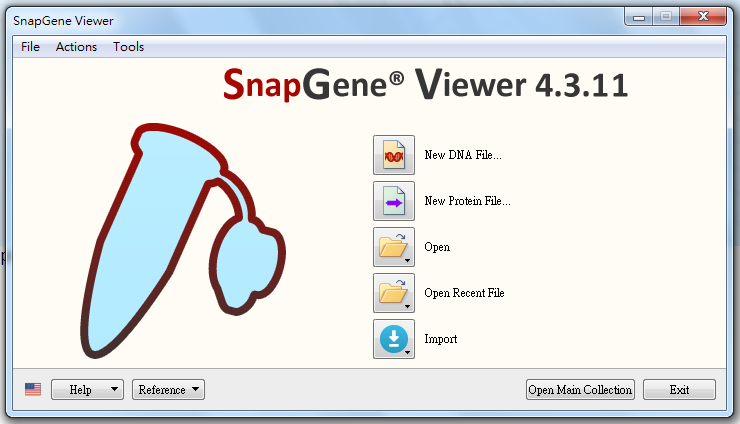 SnapGene Viewer
File Actions Tools
SnapGene® Viewer 4.3.11
New DNA File...
New Protein File...
Open
Open Recent File
Import
Help Reference Open Main Collection Exit